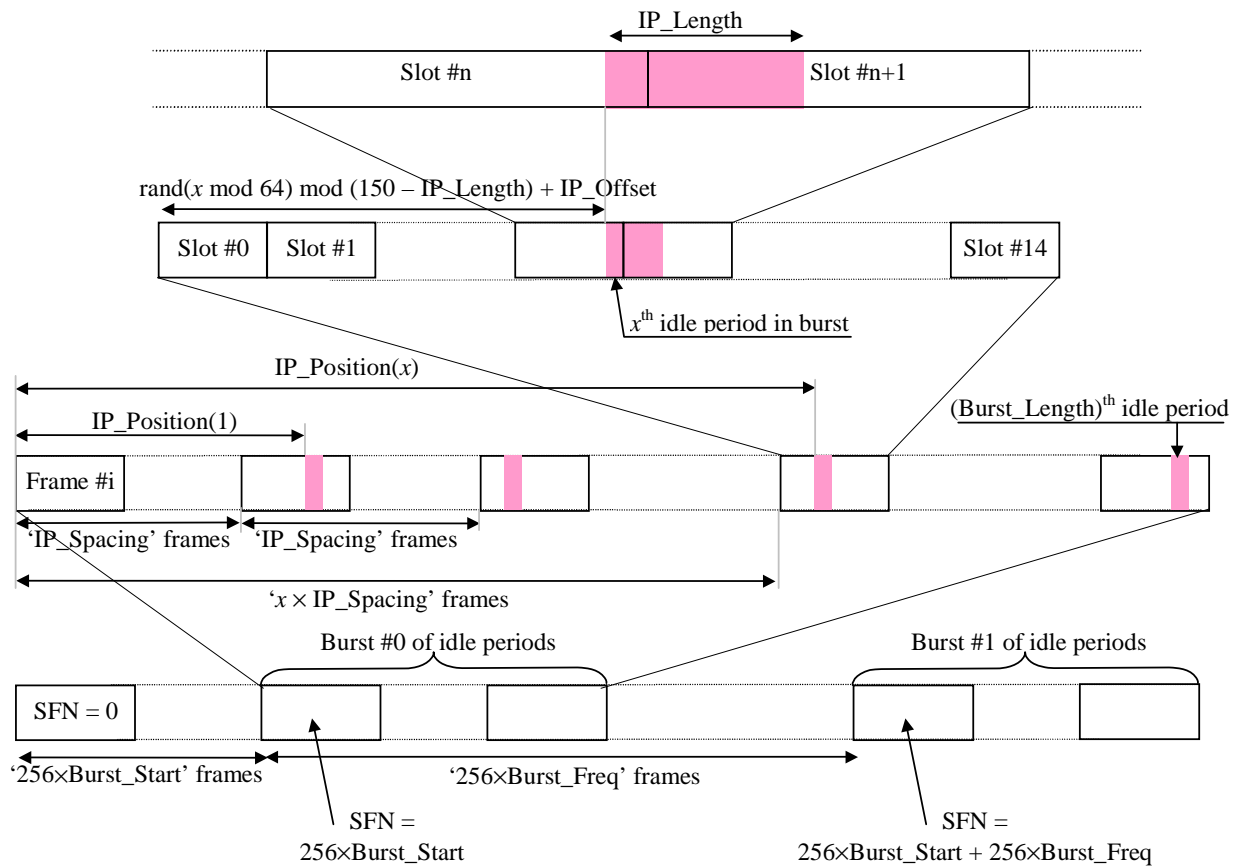 IP_Length
Slot #n
Slot #n+1
rand(x mod 64) mod (150 – IP_Length) + IP_Offset
Slot #0
Slot #1
Slot #14
xth idle period in burst
IP_Position(x)
(Burst_Length)th idle period
IP_Position(1)
Frame #i
‘IP_Spacing’ frames
‘IP_Spacing’ frames
‘x × IP_Spacing’ frames
Burst #0 of idle periods
Burst #1 of idle periods
SFN = 0
‘256×Burst_Start’ frames
‘256×Burst_Freq’ frames
SFN =
256×Burst_Start
SFN =
256×Burst_Start + 256×Burst_Freq